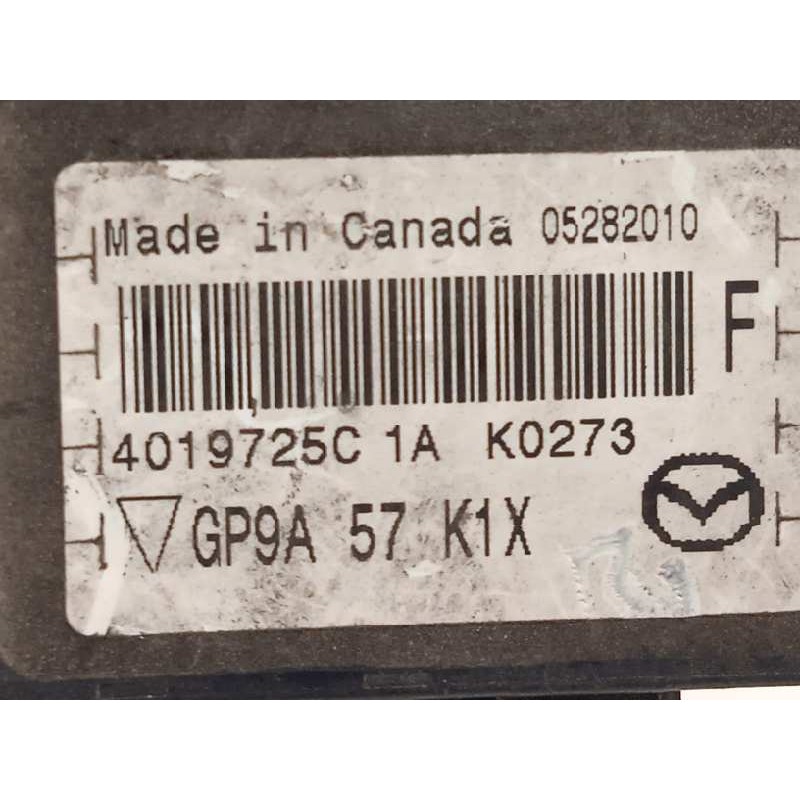 Made in Canada 05282010
F
4019725C 1A K0273
GP9A 57 K1X